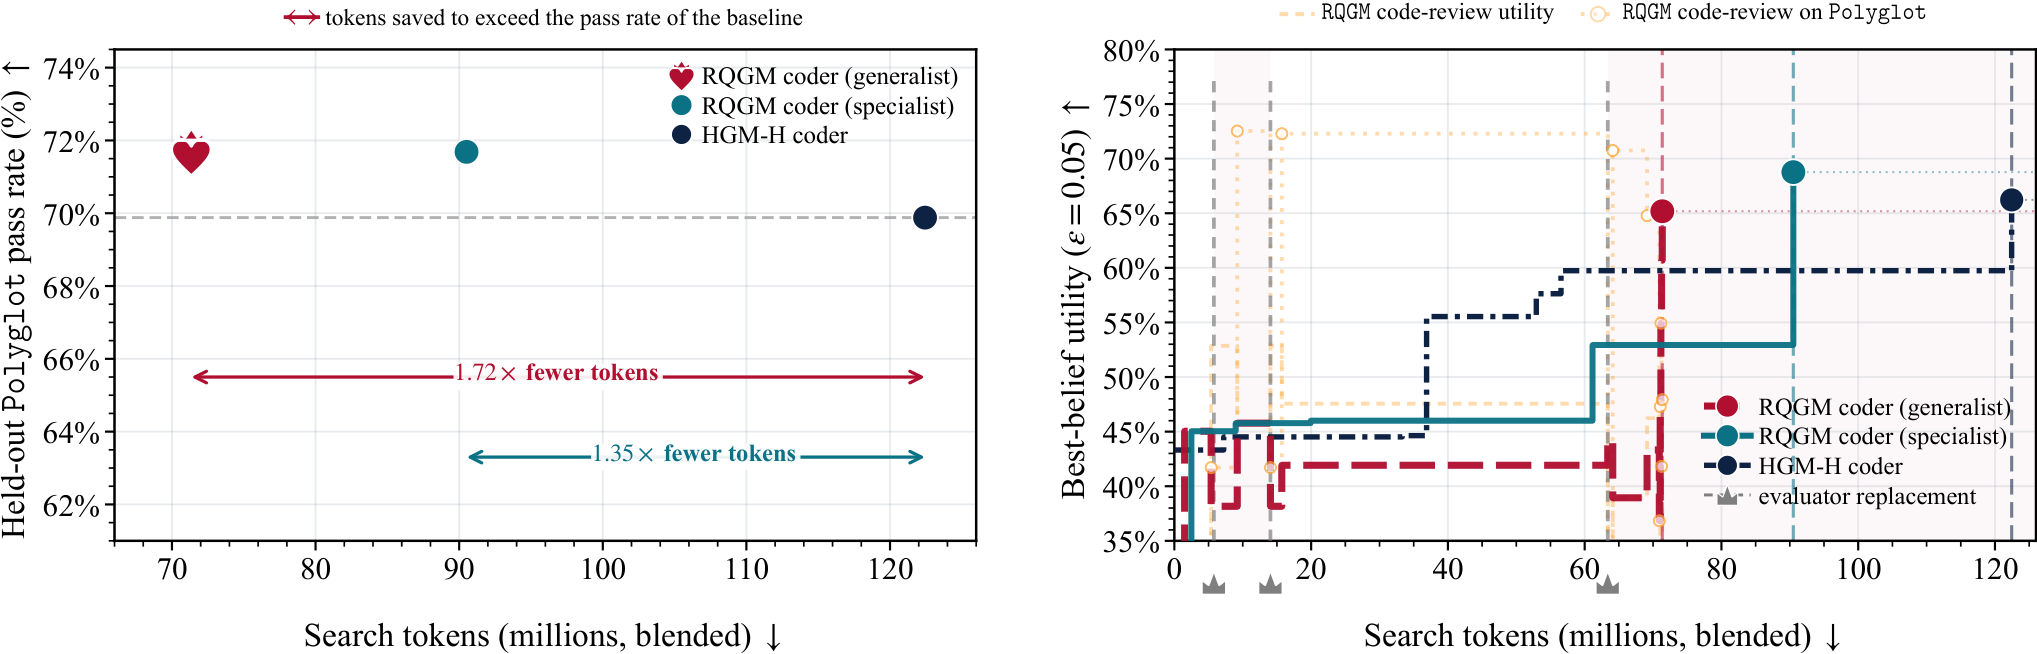 tokens saved to exceed the pass rate of the baseline
Held-out Polyglot pass rate (%) ↑
74%
72%
70%
68%
66%
64%
62%
RQGM coder (generalist)
RQGM coder (specialist)
HGM-H coder
1.72× fewer tokens
1.35× fewer tokens
70 80 90 100 110 120
Search tokens (millions, blended) ↓
RQGM code-review utility RQGM code-review on Polyglot
Best-belief utility (ε = 0.05) ↑
80%
75%
70%
65%
60%
55%
50%
45%
40%
35%
RQGM coder (generalist)
RQGM coder (specialist)
HGM-H coder
evaluator replacement
0 20 40 60 80 100 120
Search tokens (millions, blended) ↓